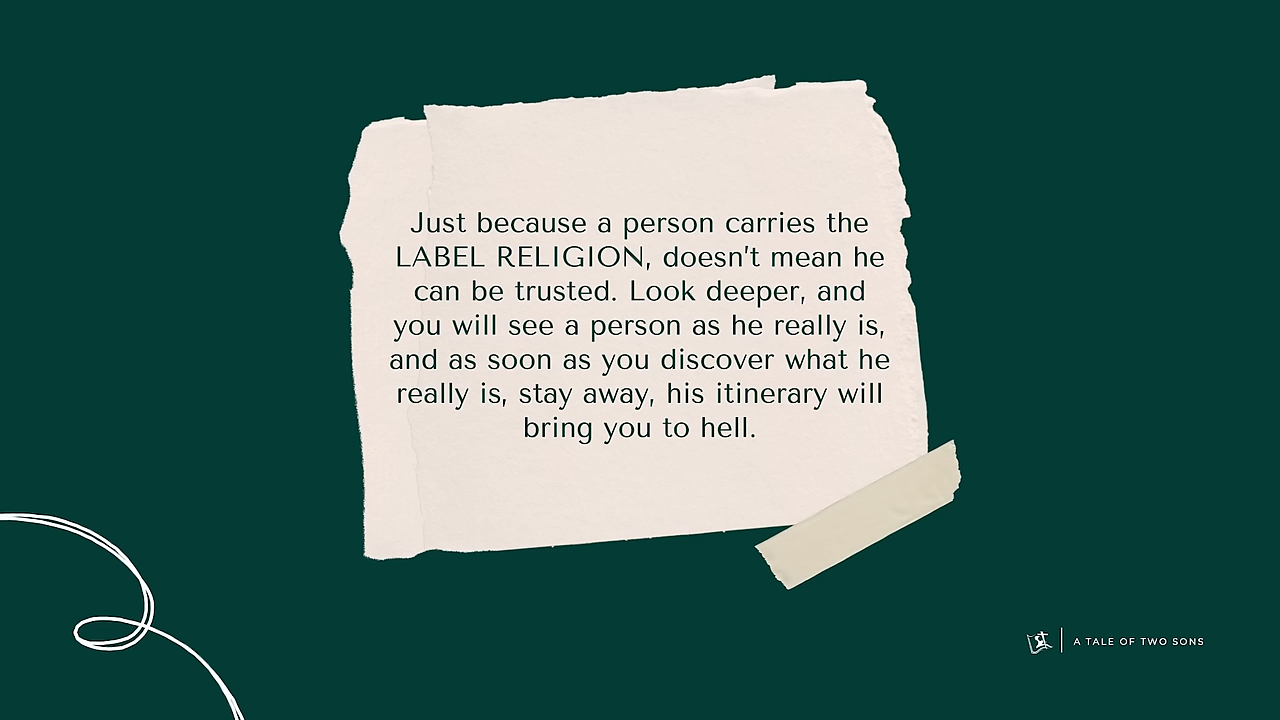 Just because a person carries the
LABEL RELIGION, doesn't mean he
can be trusted. Look deeper, and
you will see a person as he really is,
and as soon as you discover what he
really is, stay away, his itinerary will
bring you to hell.
A TALE OF TWO SONS